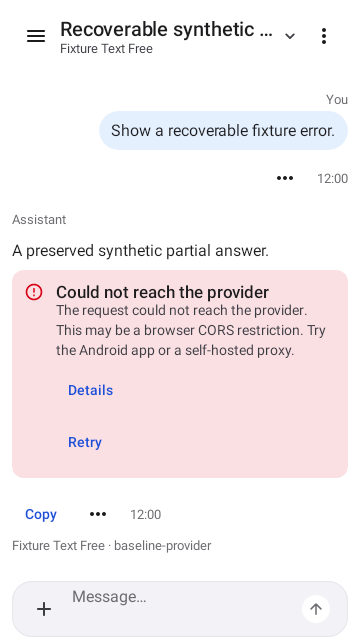 Recoverable synthetic ...
Fixture Text Free
You
Show a recoverable fixture error.
12:00
Assistant
A preserved synthetic partial answer.
Could not reach the provider
The request could not reach the provider.
This may be a browser CORS restriction. Try
the Android app or a self-hosted proxy.
Details
Retry
Copy
12:00
Fixture Text Free · baseline-provider
Message...